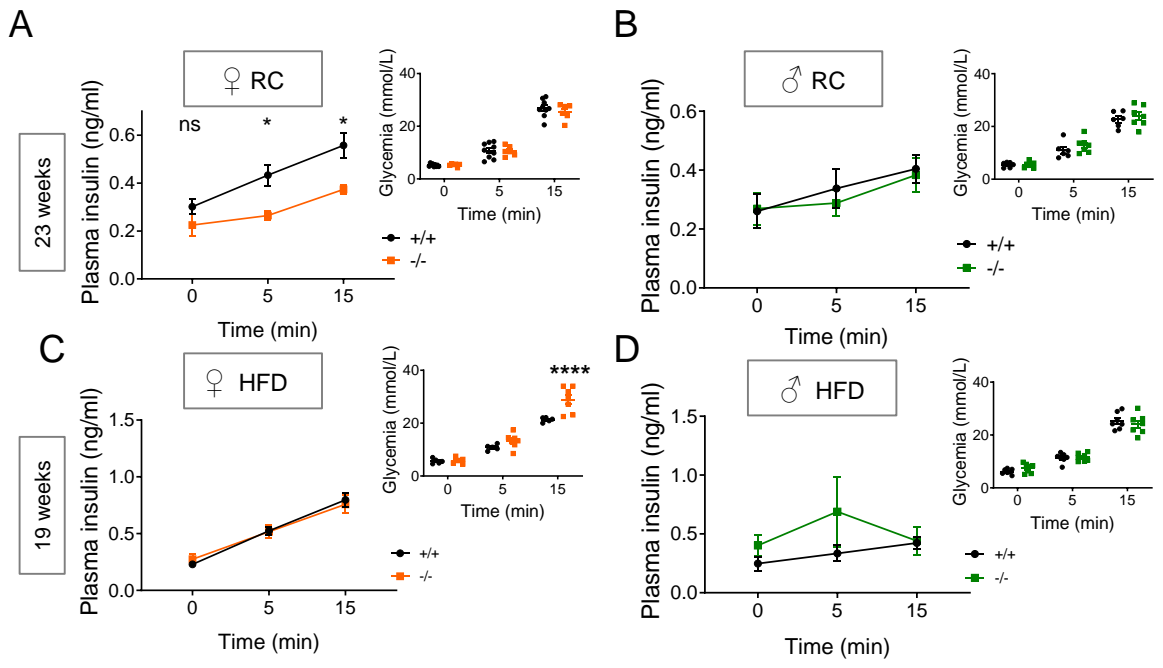 A
♀ RC
23 weeks
Plasma insulin (ng/ml)
0.6
0.4
0.2
0.0
ns
*
*
0
5
15
Time (min)
Glycemia (mmol/L)
40
20
0
0
5
15
Time (min)
+/+
-/-
B
♂ RC
Plasma insulin (ng/ml)
0.6
0.4
0.2
0.0
0
5
15
Time (min)
Glycemia (mmol/L)
40
20
0
0
5
15
Time (min)
+/+
-/-
C
♀ HFD
19 weeks
Plasma insulin (ng/ml)
1.5
1.0
0.5
0.0
0
5
15
Time (min)
Glycemia (mmol/L)
40
20
0
****
0
5
15
Time (min)
+/+
-/-
D
♂ HFD
Plasma insulin (ng/ml)
1.5
1.0
0.5
0.0
0
5
15
Time (min)
Glycemia (mmol/L)
40
20
0
0
5
15
Time (min)
+/+
-/-